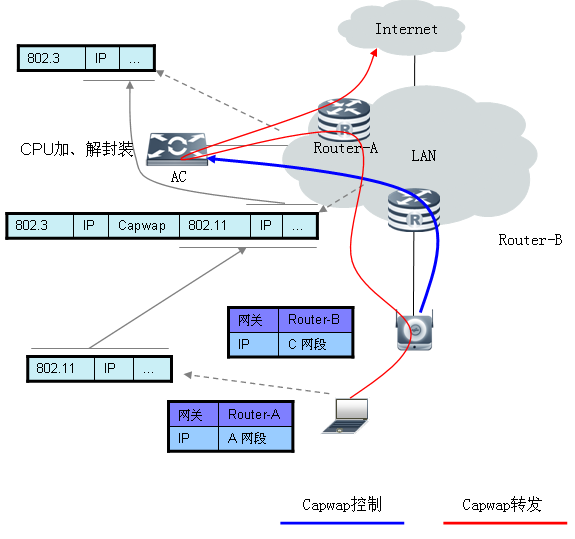 Internet
802.3 IP ...
Router-A
CPU加、解封装
LAN
AC
802.3 IP Capwap 802.11 IP ...
Router-B
网关 Router-B
IP C 网段
802.11 IP ...
网关 Router-A
IP A 网段
Capwap控制 Capwap转发
R
R